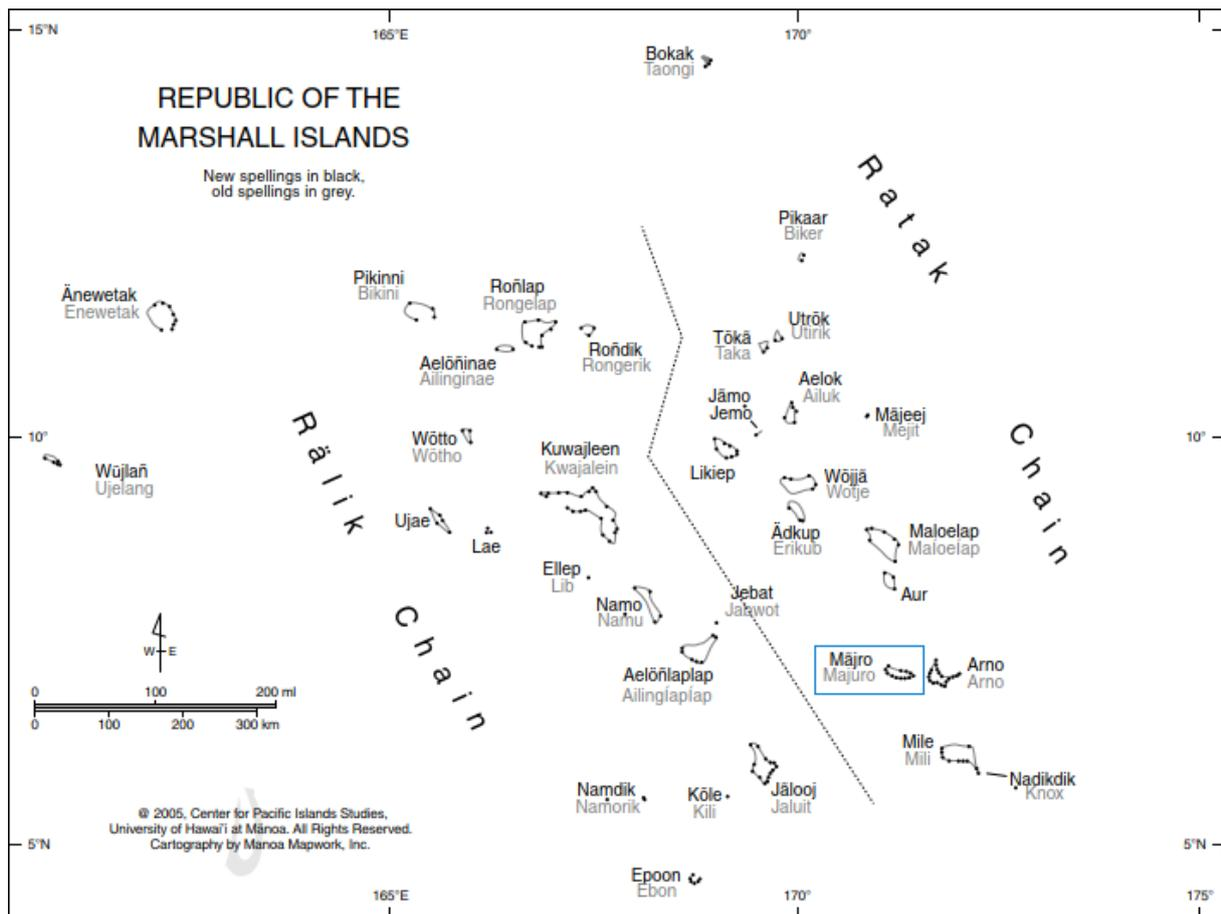 15°N
165°E
170°
Bokak
Taongi
REPUBLIC OF THE
MARSHALL ISLANDS
New spellings in black,
old spellings in grey.
Ratak
Chain
Pikaar
Biker
Pikinni
Bikini
Roñlap
Rongelap
Änewetak
Enewetak
Utrōk
Utirik
Tōkā
Taka
Roñdik
Rongerik
Aelōñinae
Ailinginae
Aelok
Ailuk
Jāmo
Jemo
Mājeej
Mejit
10°
10°
Rālik
Chain
Wōtto
Wōtho
Kuwajleen
Kwajalein
Wūjlañ
Ujelang
Likiep
Wōjjā
Wotje
Ujae
Lae
Ädkup
Erikub
Maloelap
Maloelap
Ellep
Lib
Aur
Jebat
Jabwot
Namo
Namu
W E
Aelōñlaplap
Ailinglaplap
Mājro
Majuro
Arno
Arno
0 100 200 ml
0 100 200 300 km
Mile
Mili
Nadikdik
Knox
Namdik
Namorik
Kōle
Kili
Jālooj
Jaluit
@ 2005, Center for Pacific Islands Studies,
University of Hawai'i at Mānoa. All Rights Reserved.
Cartography by Manoa Mapwork, Inc.
5°N
5°N
Epoon
Ebon
165°E
170°
175°